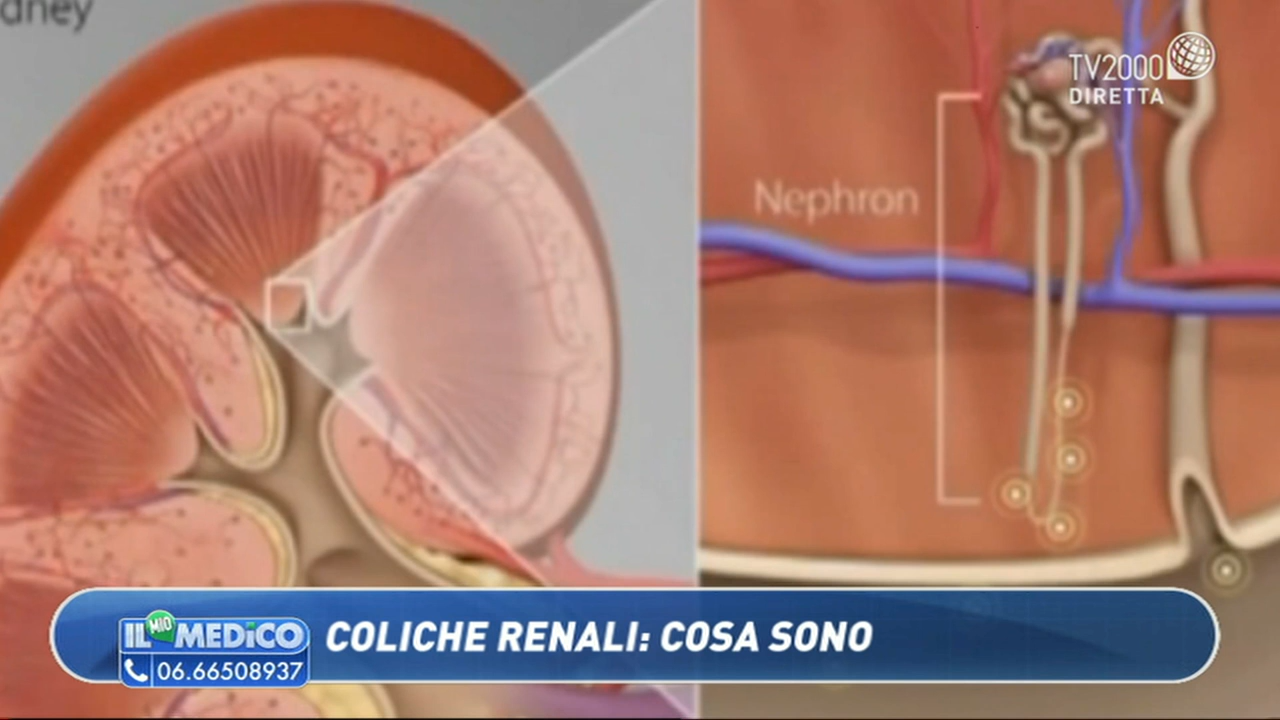 dney
TV2000
DIRETTA
Nephron
IL MIO MEDICO
06.66508937
COLICHE RENALI: COSA SONO